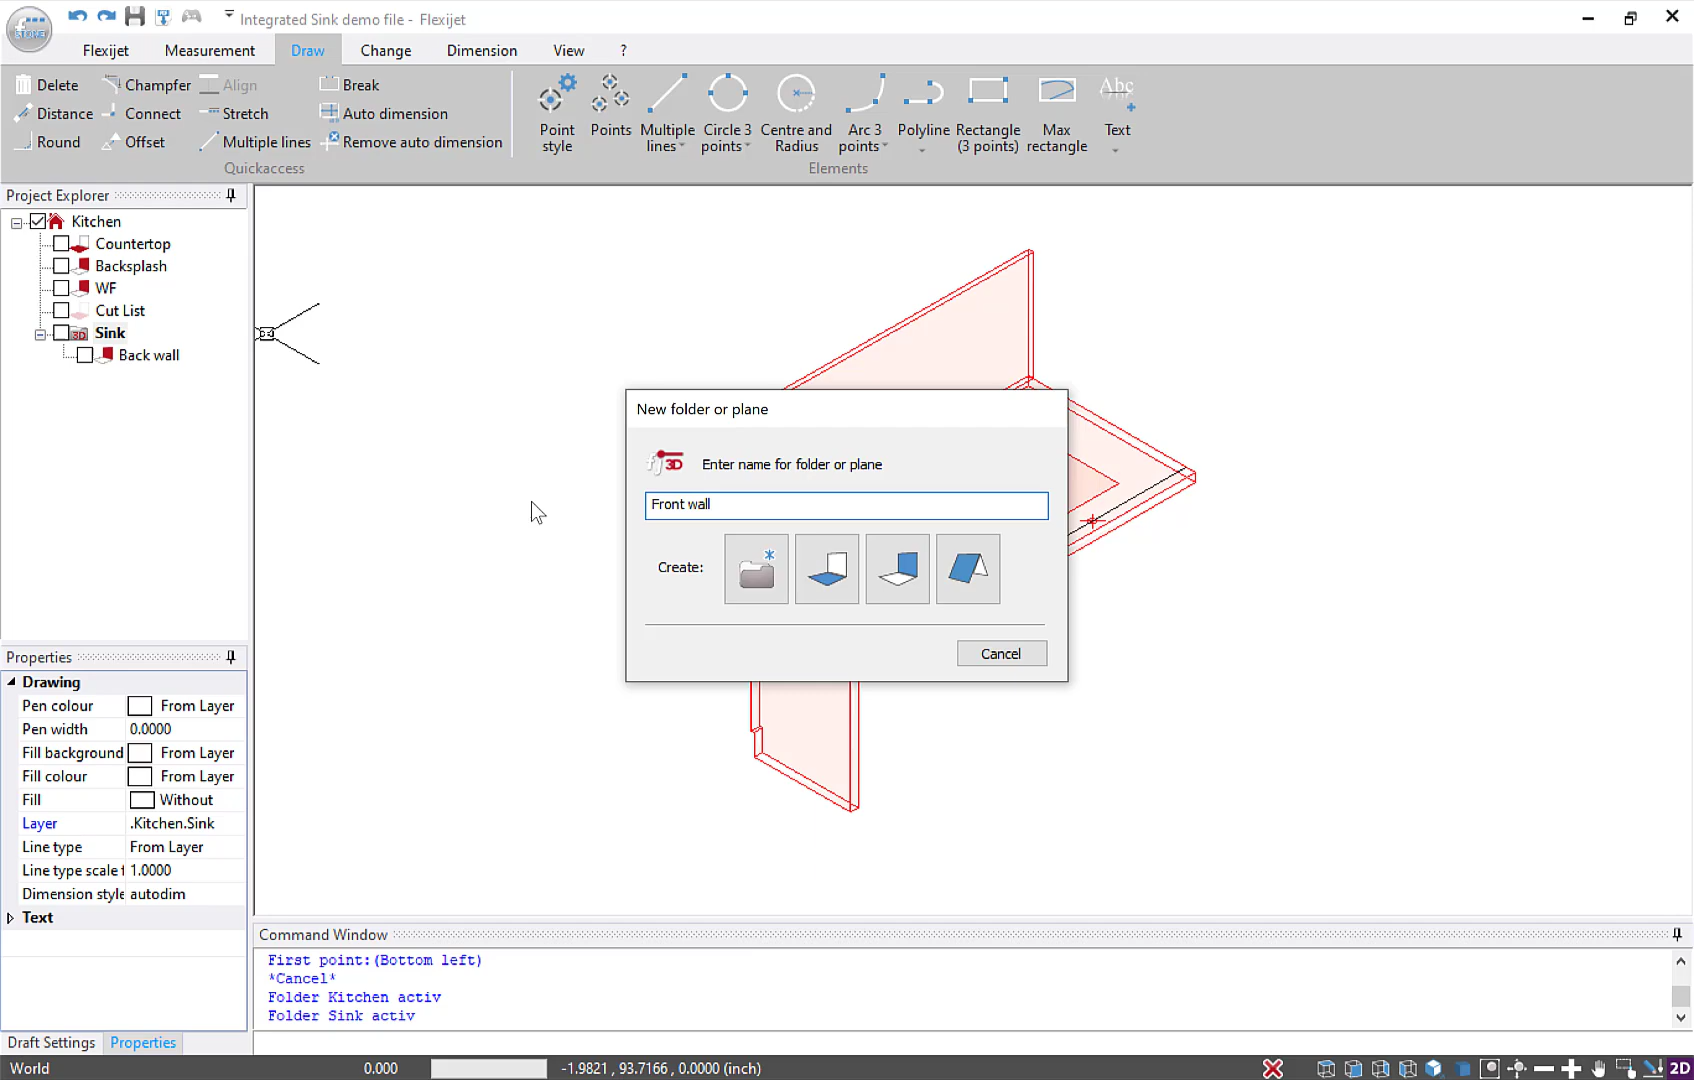 Integrated Sink demo file - Flexijet
Flexijet Measurement Draw Change Dimension View ?
Delete Champfer Align Break
Distance Connect Stretch Auto dimension
Round Offset Multiple lines Remove auto dimension
Quickaccess
Point style
Points
Multiple lines
Circle 3 points
Centre and Radius
Arc 3 points
Polyline
Rectangle (3 points)
Max rectangle
Abc
Text
Elements
Project Explorer
Kitchen
Countertop
Backsplash
WF
Cut List
3D Sink
Back wall
New folder or plane
3D Enter name for folder or plane
Front wall
Create:
Cancel
Properties
Drawing
Pen colour From Layer
Pen width 0.0000
Fill background From Layer
Fill colour From Layer
Fill Without
Layer .Kitchen.Sink
Line type From Layer
Line type scale f 1.0000
Dimension style autodim
Text
Draft Settings Properties
Command Window
First point:(Bottom left)
*Cancel*
Folder Kitchen activ
Folder Sink activ
World 0.000 -1.9821 , 93.7166 , 0.0000 (inch) 2D